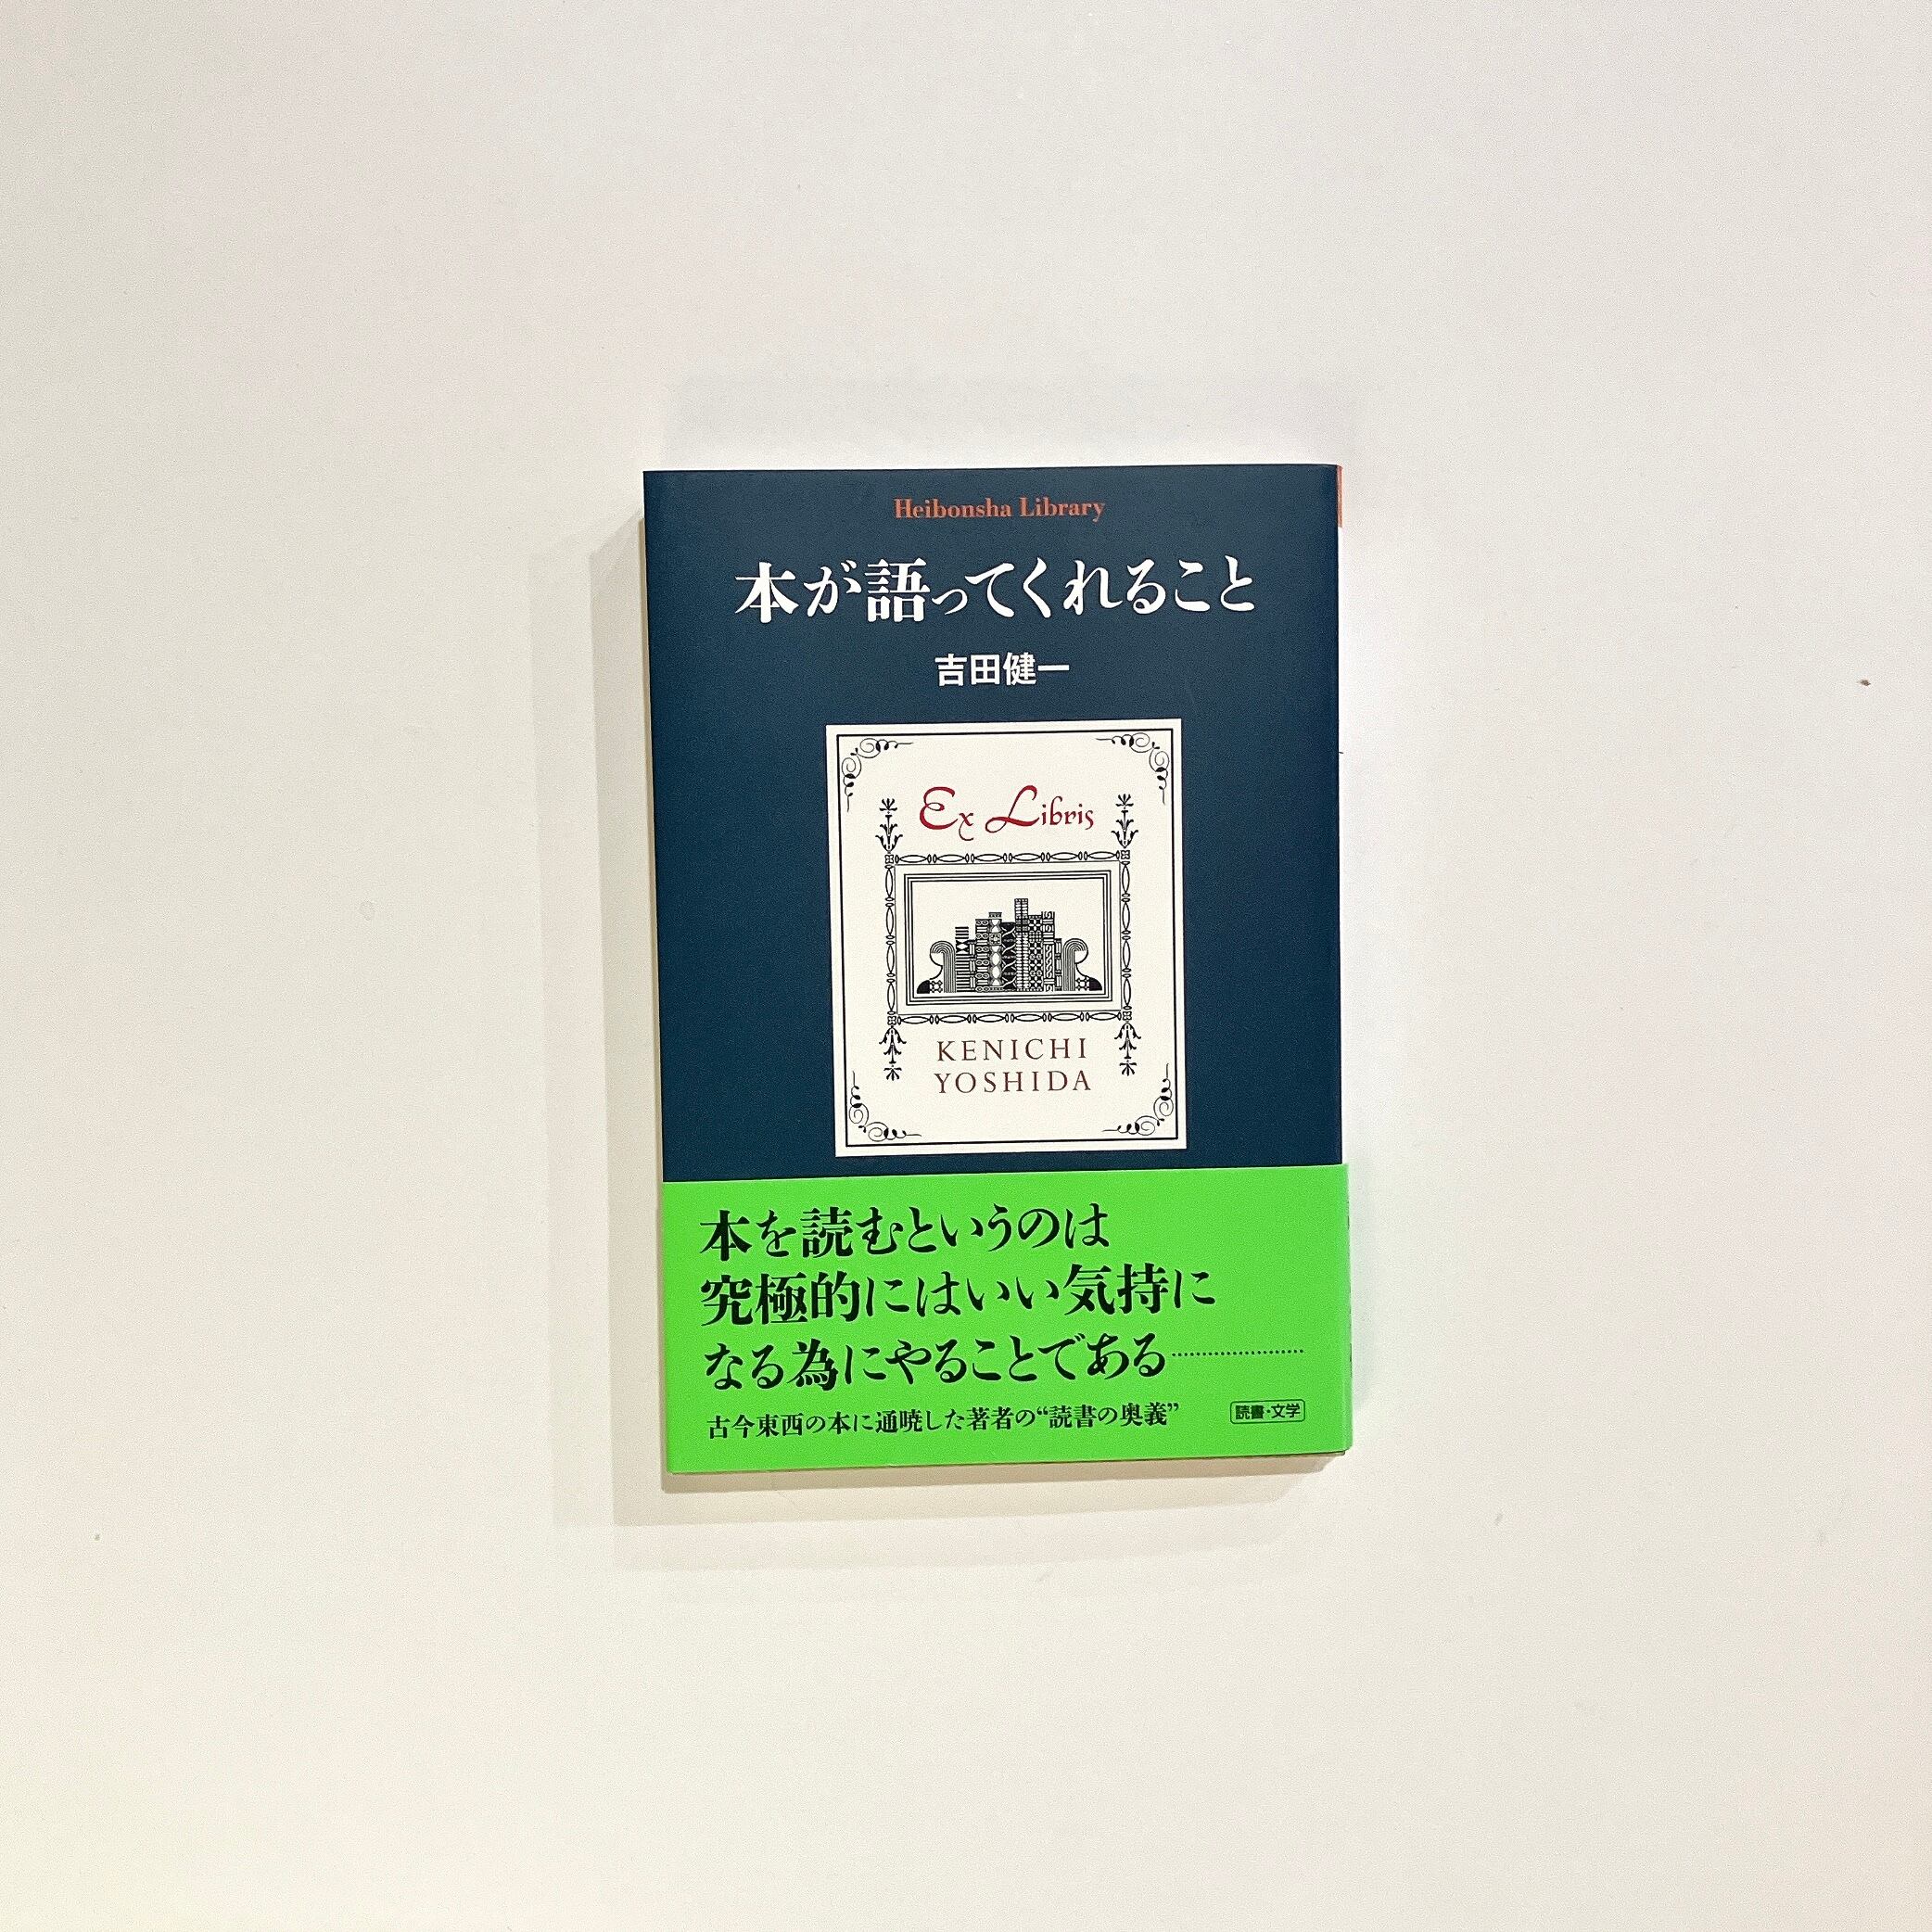 Heibonsha Library
本が語ってくれること
吉田健一
Ex Libris
KENICHI
YOSHIDA
本を読むというのは
究極的にはいい気持に
なる為にやることである…………
古今東西の本に通暁した著者の“読書の奥義”
読書・文学